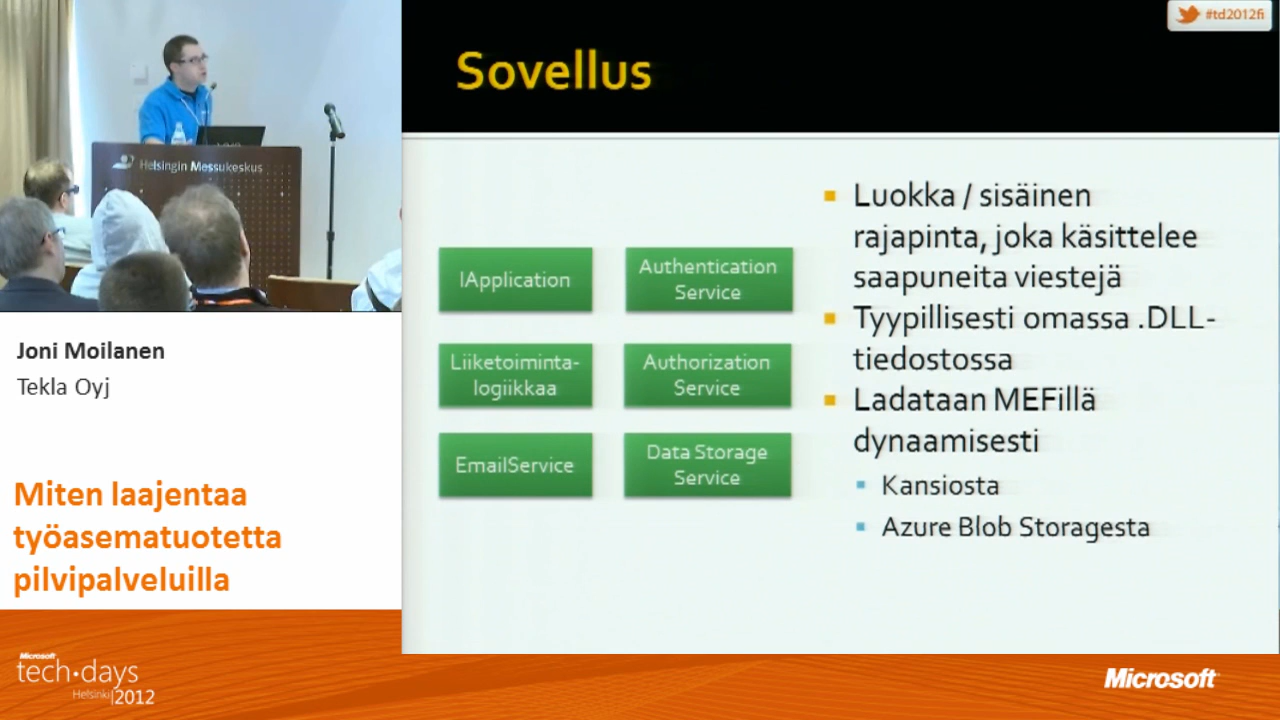 #td2012fi
Sovellus
Helsingin Messukeskus
IApplication
Authentication
Service
Liiketoiminta-
logiikkaa
Authorization
Service
EmailService
Data Storage
Service
Luokka / sisäinen
rajapinta, joka käsittelee
saapuneita viestejä
Tyypillisesti omassa .DLL-
tiedostossa
Ladataan MEFillä
dynaamisesti
Kansiosta
Azure Blob Storagesta
Joni Moilanen
Tekla Oyj
Miten laajentaa
työasematuotetta
pilvipalveluilla
Microsoft
tech·days
Helsinki|2012
Microsoft